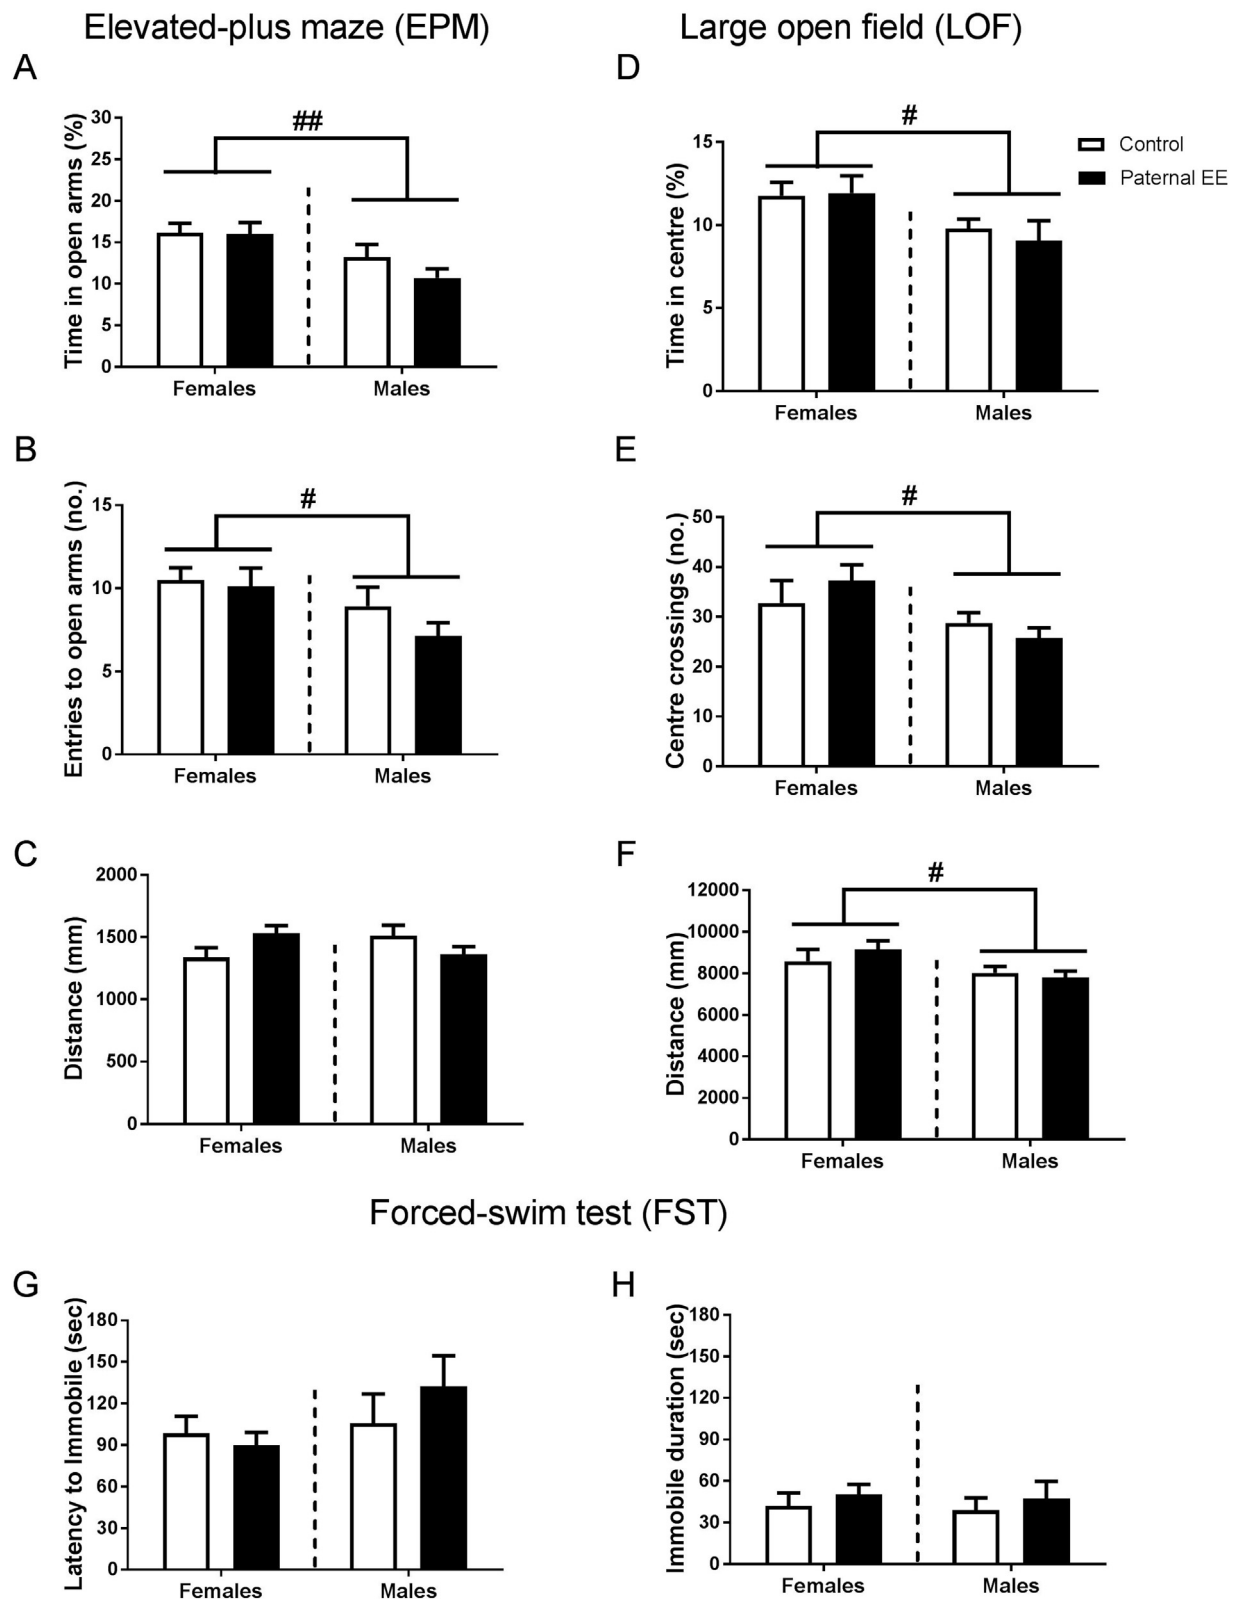 Elevated-plus maze (EPM)
Large open field (LOF)
A
Time in open arms (%)
30
25
20
15
10
5
0
##
Females
Males
D
Time in centre (%)
15
10
5
0
#
Females
Males
Control
Paternal EE
B
Entries to open arms (no.)
15
10
5
0
#
Females
Males
E
Centre crossings (no.)
50
40
30
20
10
0
#
Females
Males
C
Distance (mm)
2000
1500
1000
500
0
Females
Males
F
Distance (mm)
12000
10000
8000
6000
4000
2000
0
#
Females
Males
Forced-swim test (FST)
G
Latency to Immobile (sec)
180
150
120
90
60
30
0
Females
Males
H
Immobile duration (sec)
180
150
120
90
60
30
0
Females
Males